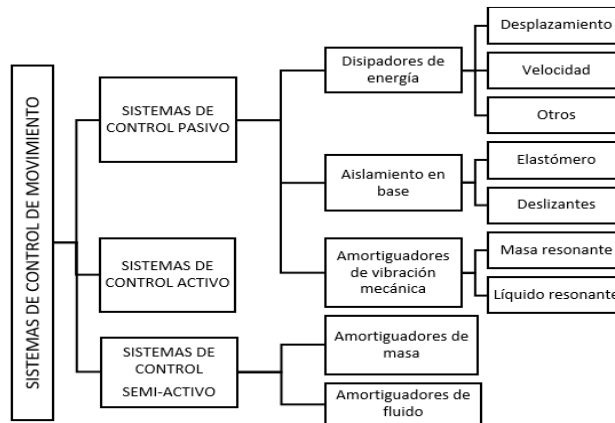 SISTEMAS DE CONTROL DE MOVIMIENTO
SISTEMAS DE
CONTROL PASIVO
Disipadores de
energía
Desplazamiento
Velocidad
Otros
Aislamiento en
base
Elastómero
Deslizantes
Amortiguadores
de vibración
mecánica
Masa resonante
Líquido resonante
SISTEMAS DE
CONTROL ACTIVO
SISTEMAS DE
CONTROL
SEMI-ACTIVO
Amortiguadores de
masa
Amortiguadores de
fluido